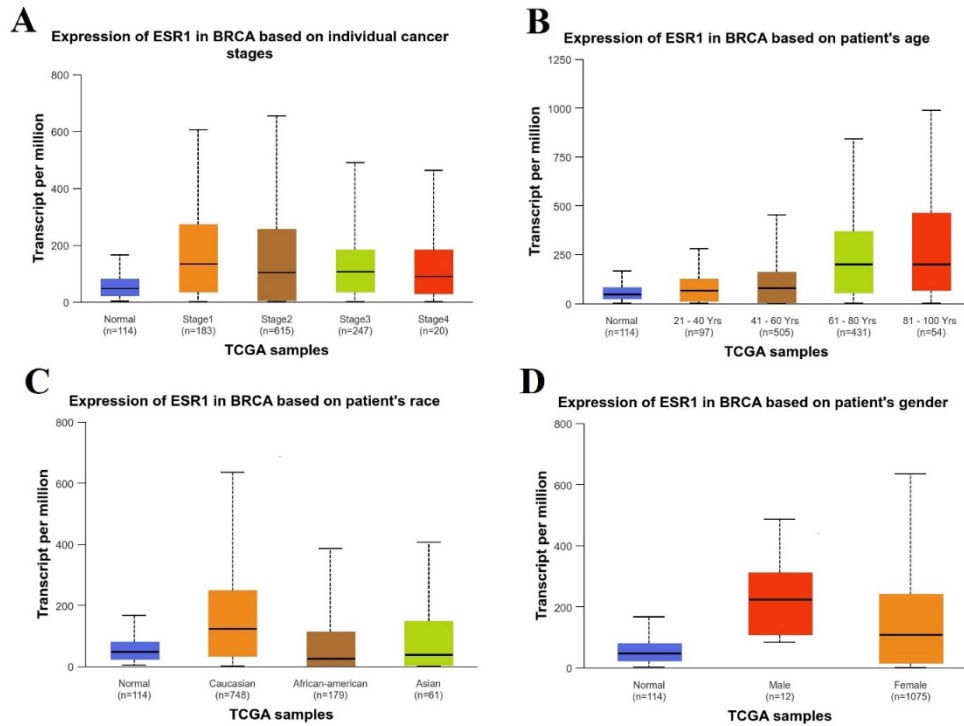 A
Expression of ESR1 in BRCA based on individual cancer
stages
Transcript per million
800
600
400
200
0
Normal
(n=114)
Stage1
(n=183)
Stage2
(n=615)
Stage3
(n=247)
Stage4
(n=20)
TCGA samples
B
Expression of ESR1 in BRCA based on patient's age
Transcript per million
1250
1000
750
500
250
0
Normal
(n=114)
21 - 40 Yrs
(n=97)
41 - 60 Yrs
(n=505)
61 - 80 Yrs
(n=431)
81 - 100 Yrs
(n=54)
TCGA samples
C
Expression of ESR1 in BRCA based on patient's race
Transcript per million
800
600
400
200
0
Normal
(n=114)
Caucasian
(n=748)
African-american
(n=179)
Asian
(n=61)
TCGA samples
D
Expression of ESR1 in BRCA based on patient's gender
Transcript per million
800
600
400
200
0
Normal
(n=114)
Male
(n=12)
Female
(n=1075)
TCGA samples